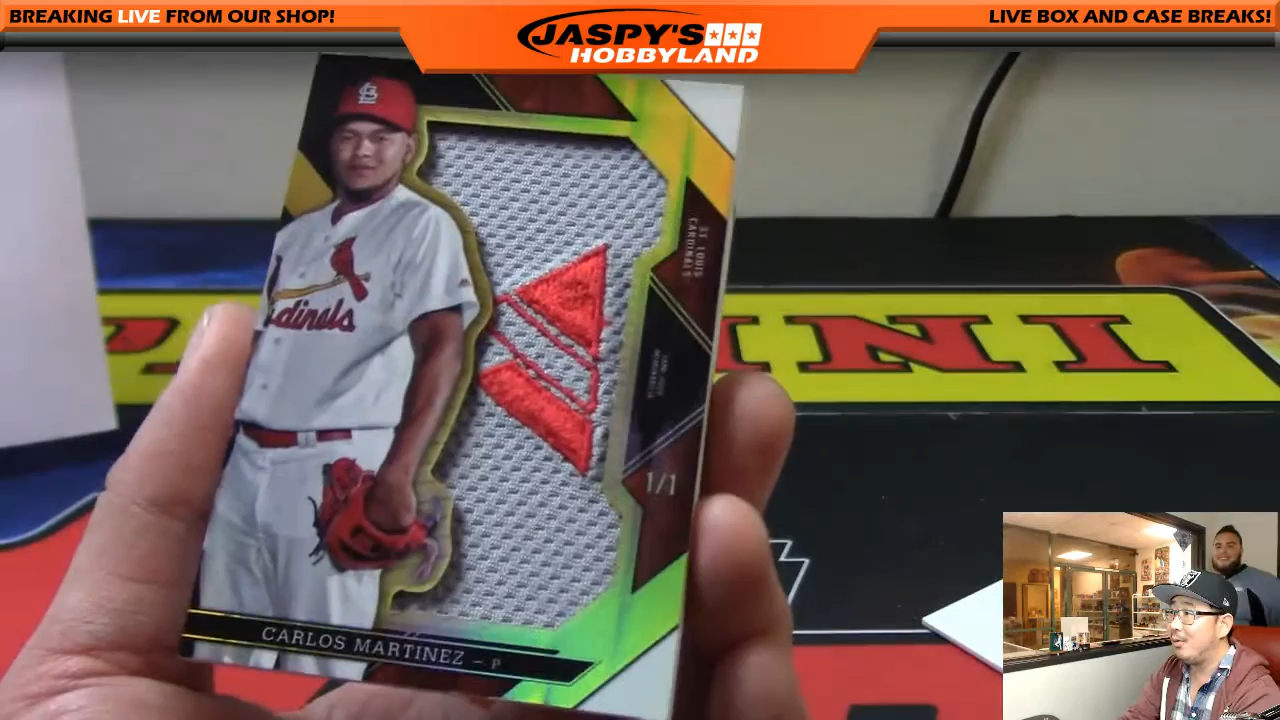 BREAKING LIVE FROM OUR SHOP!
JASPY'S
HOBBYLAND
LIVE BOX AND CASE BREAKS!
Cardinals
ST. LOUIS
CARDINALS
1/1
CARLOS MARTINEZ – P